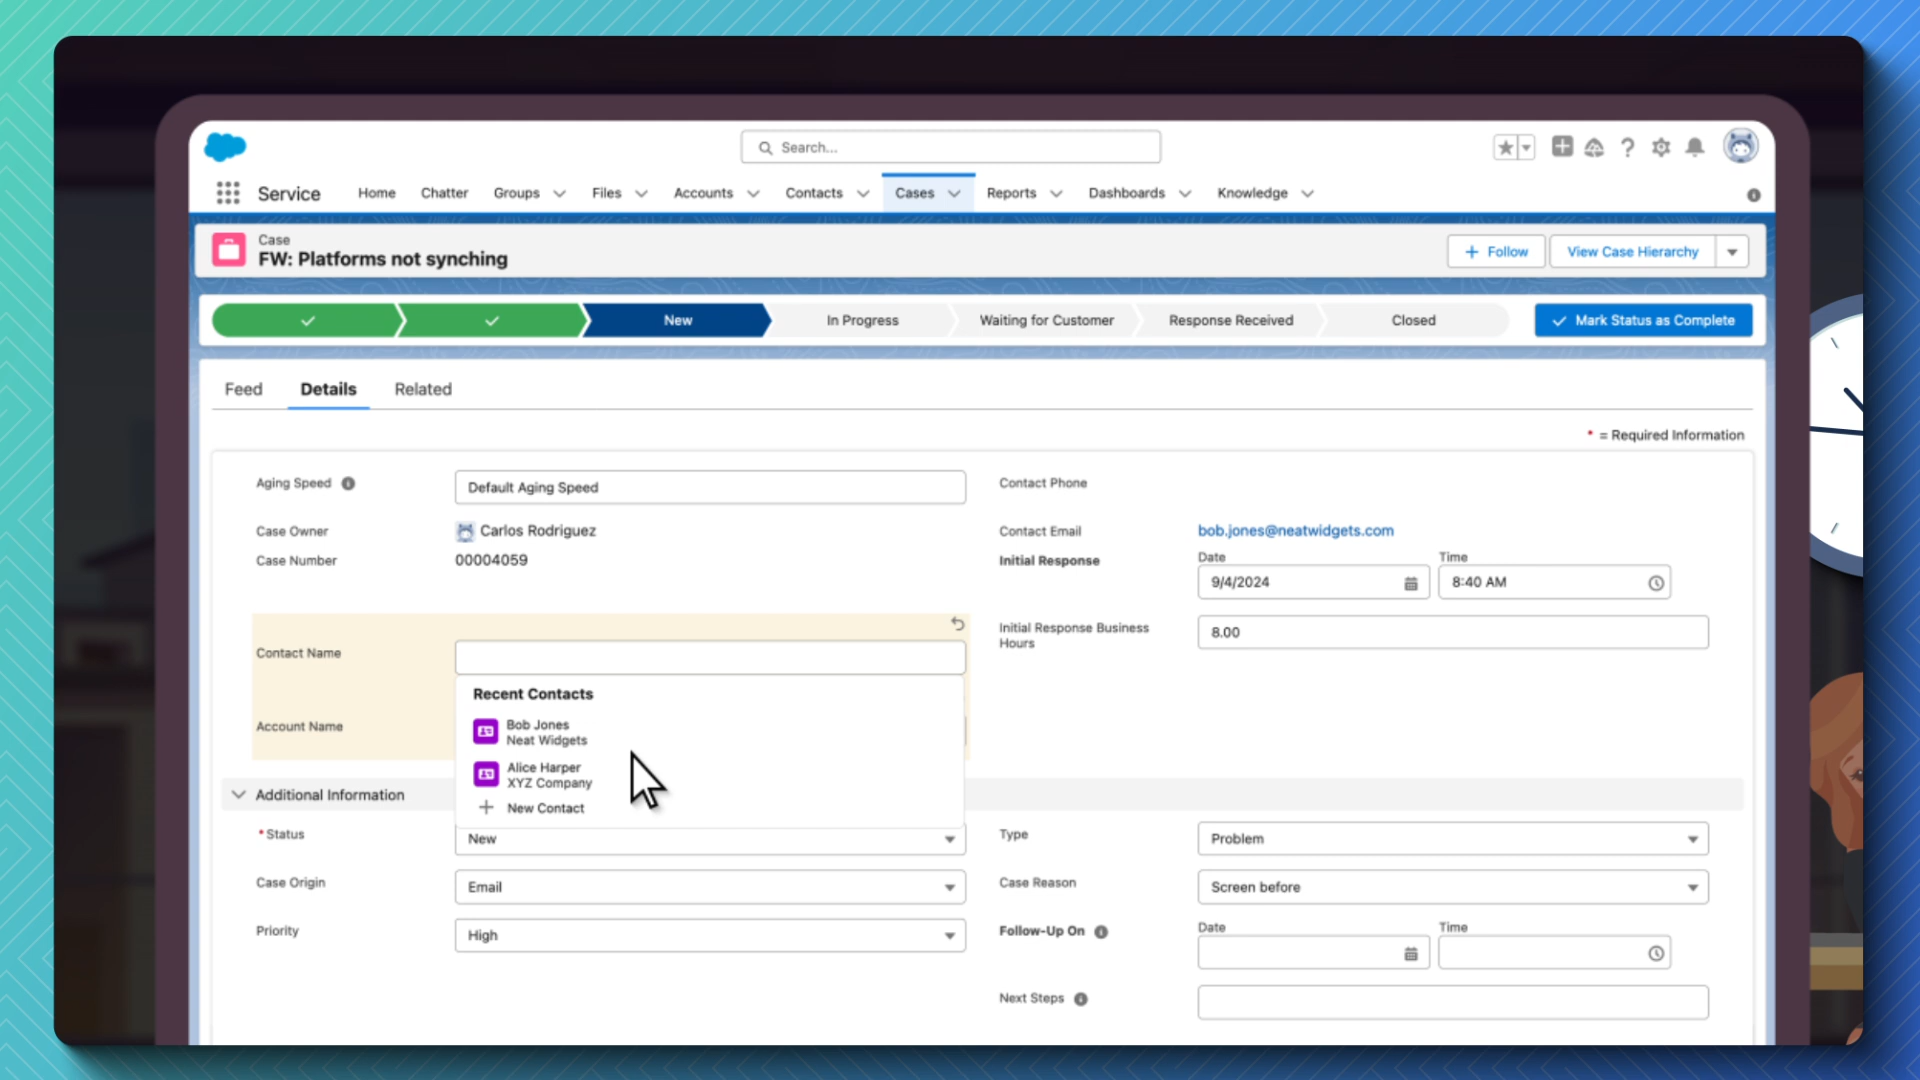 Search...
Service Home Chatter Groups Files Accounts Contacts Cases Reports Dashboards Knowledge
Case
FW: Platforms not synching
Follow View Case Hierarchy
New In Progress Waiting for Customer Response Received Closed Mark Status as Complete
Feed Details Related
* = Required Information
Aging Speed Default Aging Speed Contact Phone
Case Owner Carlos Rodriguez Contact Email bob.jones@neatwidgets.com
Case Number 00004059 Initial Response Date Time
9/4/2024 8:40 AM
Initial Response Business Hours 8.00
Contact Name
Recent Contacts
Account Name Bob Jones
Neat Widgets
Alice Harper
XYZ Company
New Contact
Additional Information
*Status New Type Problem
Case Origin Email Case Reason Screen before
Priority High Follow-Up On Date Time
Next Steps